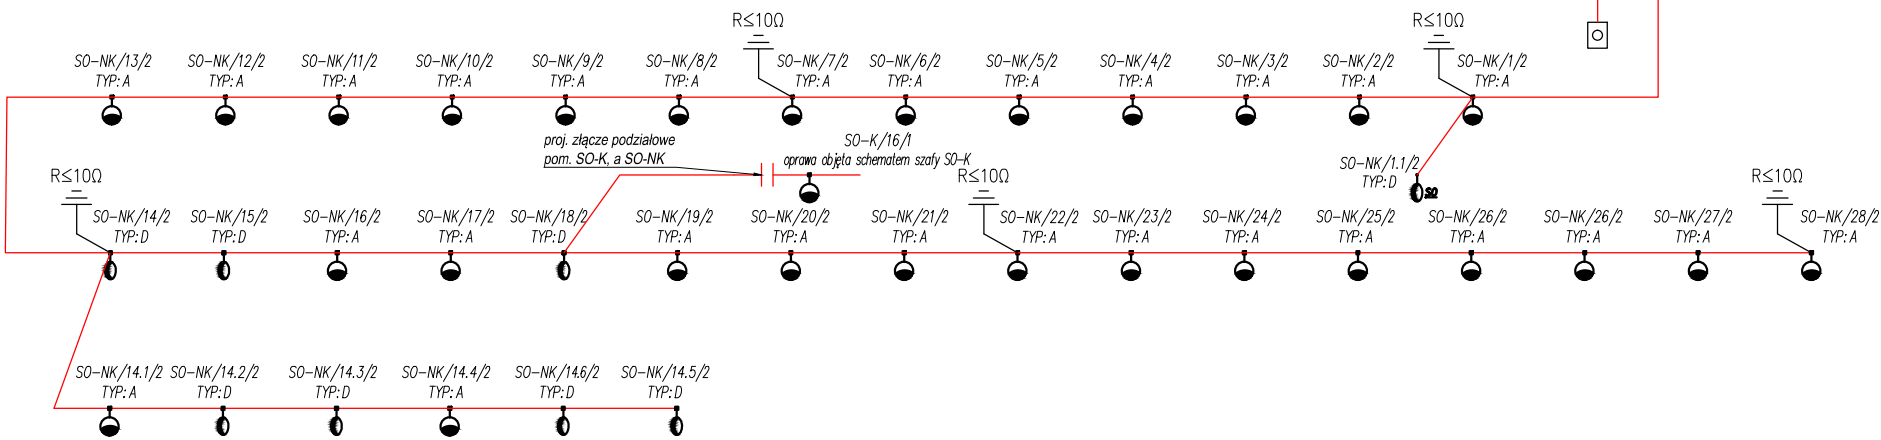 R≤10Ω
R≤10Ω
SO-NK/13/2
TYP: A
SO-NK/12/2
TYP: A
SO-NK/11/2
TYP: A
SO-NK/10/2
TYP: A
SO-NK/9/2
TYP: A
SO-NK/8/2
TYP: A
SO-NK/7/2
TYP: A
SO-NK/6/2
TYP: A
SO-NK/5/2
TYP: A
SO-NK/4/2
TYP: A
SO-NK/3/2
TYP: A
SO-NK/2/2
TYP: A
SO-NK/1/2
TYP: A
proj. złącze podziałowe
pom. SO-K, a SO-NK
SO-K/16/1
oprawa objęta schematem szafy SO-K
SO-NK/1.1/2
TYP: D
SO
R≤10Ω
R≤10Ω
R≤10Ω
SO-NK/14/2
TYP: D
SO-NK/15/2
TYP: D
SO-NK/16/2
TYP: A
SO-NK/17/2
TYP: A
SO-NK/18/2
TYP: D
SO-NK/19/2
TYP: A
SO-NK/20/2
TYP: A
SO-NK/21/2
TYP: A
SO-NK/22/2
TYP: A
SO-NK/23/2
TYP: A
SO-NK/24/2
TYP: A
SO-NK/25/2
TYP: A
SO-NK/26/2
TYP: A
SO-NK/26/2
TYP: A
SO-NK/27/2
TYP: A
SO-NK/28/2
TYP: A
SO-NK/14.1/2
TYP: A
SO-NK/14.2/2
TYP: D
SO-NK/14.3/2
TYP: D
SO-NK/14.4/2
TYP: A
SO-NK/14.6/2
TYP: D
SO-NK/14.5/2
TYP: D